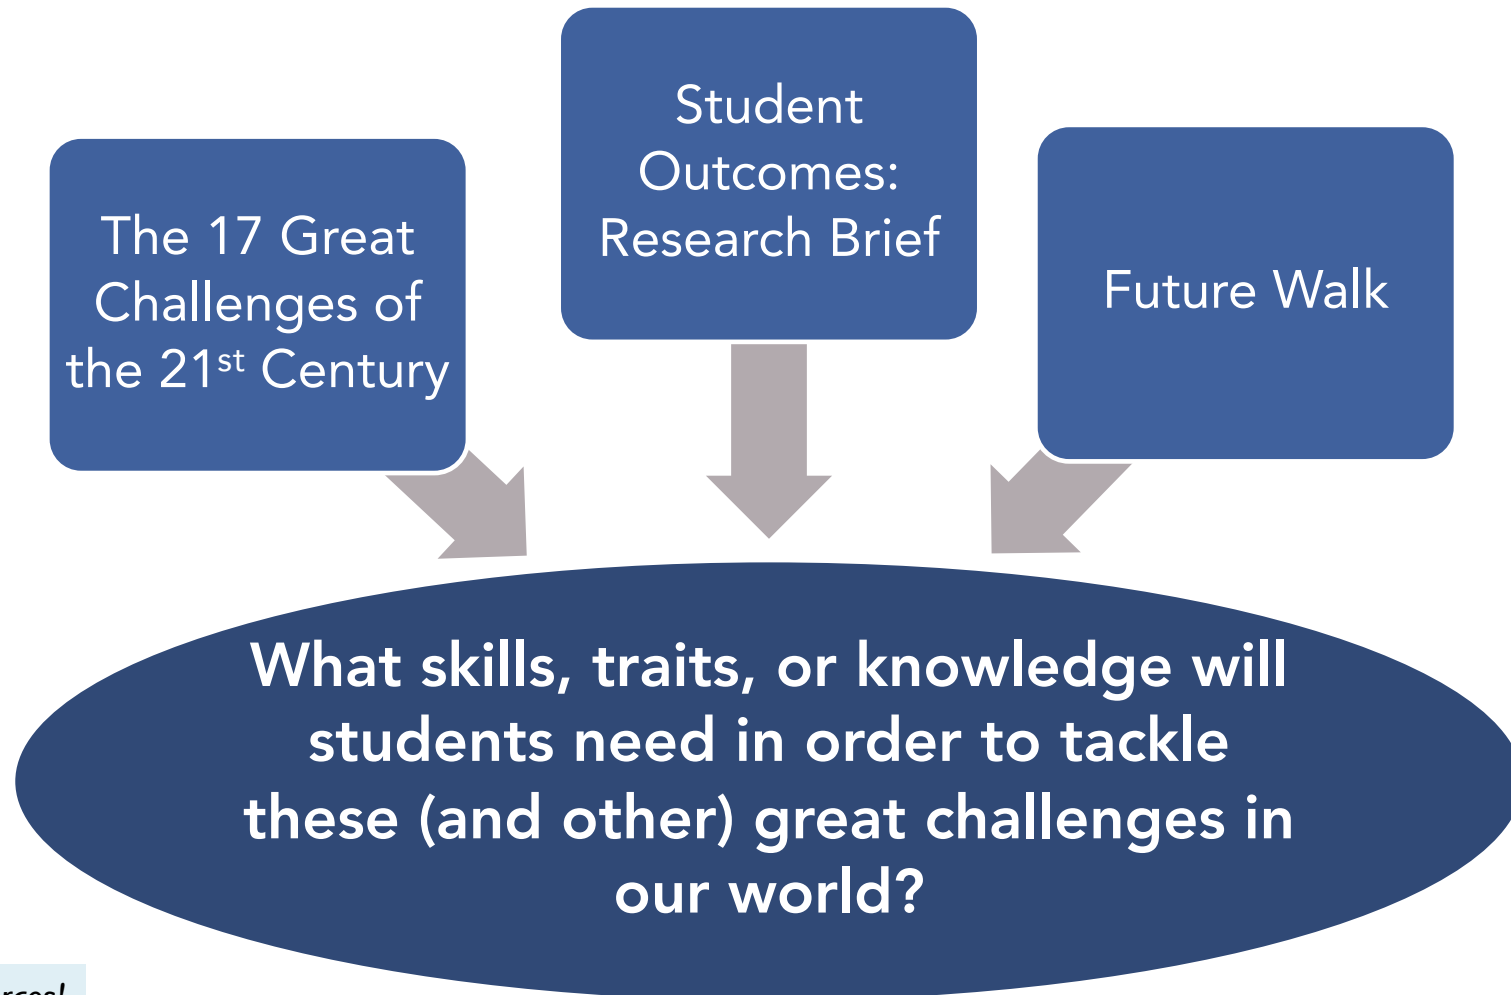 Student
Outcomes:
Research Brief
The 17 Great
Challenges of
the 21st Century
Future Walk
What skills, traits, or knowledge will
students need in order to tackle
these (and other) great challenges in
our world?